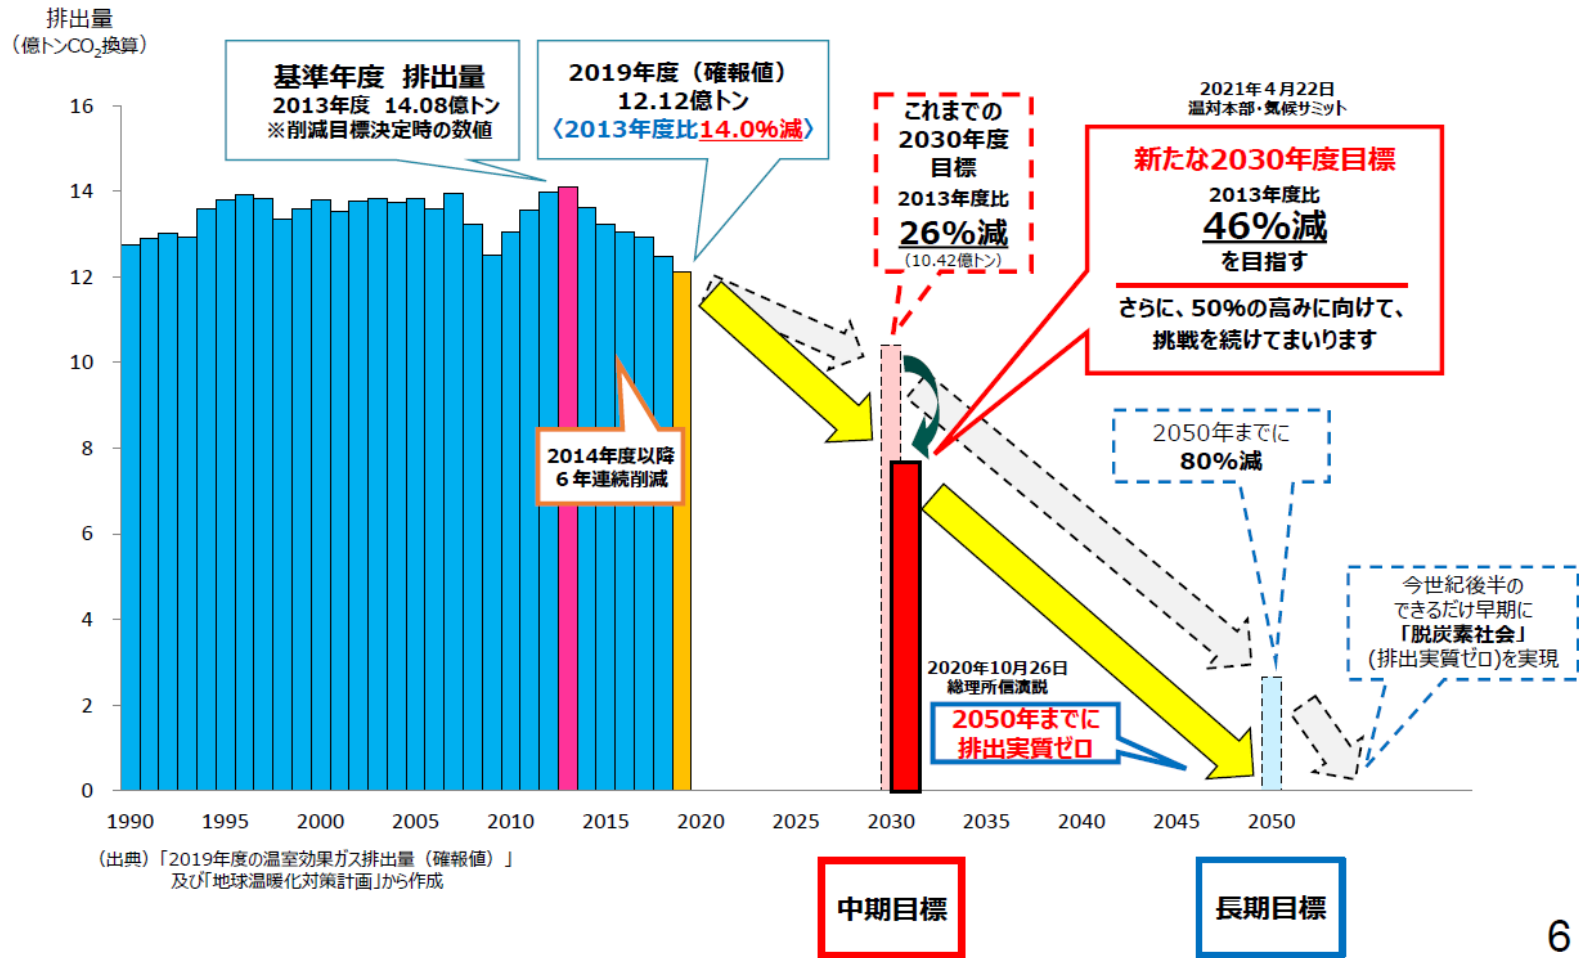 排出量
（億トンCO2換算）
基準年度 排出量
2013年度 14.08億トン
※削減目標決定時の数値
2019年度（確報値）
12.12億トン
〈2013年度比14.0%減〉
これまでの
2030年度
目標
2013年度比
26%減
（10.42億トン）
2021年４月22日
温対本部・気候サミット
新たな2030年度目標
2013年度比
46%減
を目指す
さらに、50%の高みに向けて、
挑戦を続けてまいります
16
14
12
10
8
6
4
2
0
2014年度以降
６年連続削減
2050年までに
80%減
今世紀後半の
できるだけ早期に
「脱炭素社会」
(排出実質ゼロ)を実現
2020年10月26日
総理所信演説
2050年までに
排出実質ゼロ
1990 1995 2000 2005 2010 2015 2020 2025 2030 2035 2040 2045 2050
（出典）「2019年度の温室効果ガス排出量（確報値）」
及び「地球温暖化対策計画」から作成
中期目標
長期目標
6